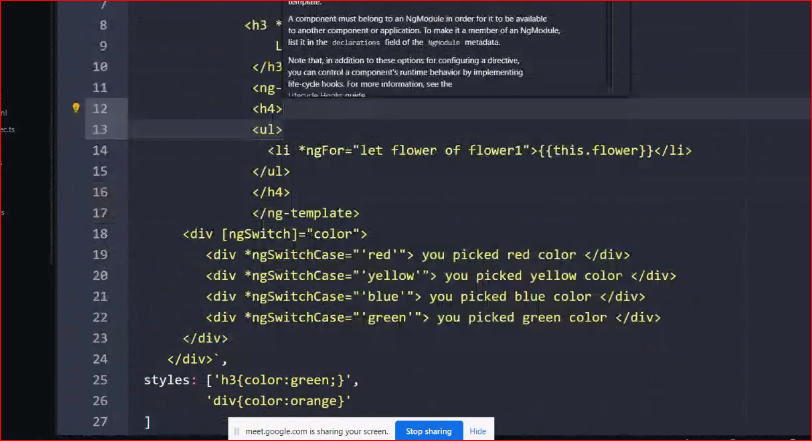 template.
A component must belong to an NgModule in order for it to be available
to another component or application. To make it a member of an NgModule,
list it in the declarations field of the NgModule metadata.
Note that, in addition to these options for configuring a directive,
you can control a component's runtime behavior by implementing
life-cycle hooks. For more information, see the
Lifecycle Hooks guide
7
8 <h3 *
9 L
10 </h3
11 <ng-
12 <h4>
13 <ul>
14 <li *ngFor="let flower of flower1">{{this.flower}}</li>
15 </ul>
16 </h4>
17 </ng-template>
18 <div [ngSwitch]="color">
19 <div *ngSwitchCase="'red'"> you picked red color </div>
20 <div *ngSwitchCase="'yellow'"> you picked yellow color </div>
21 <div *ngSwitchCase="'blue'"> you picked blue color </div>
22 <div *ngSwitchCase="'green'"> you picked green color </div>
23 </div>
24 </div>`,
25 styles: ['h3{color:green;}',
26 'div{color:orange}'
27 ]
ml
ec.ts
s
meet.google.com is sharing your screen. Stop sharing Hide